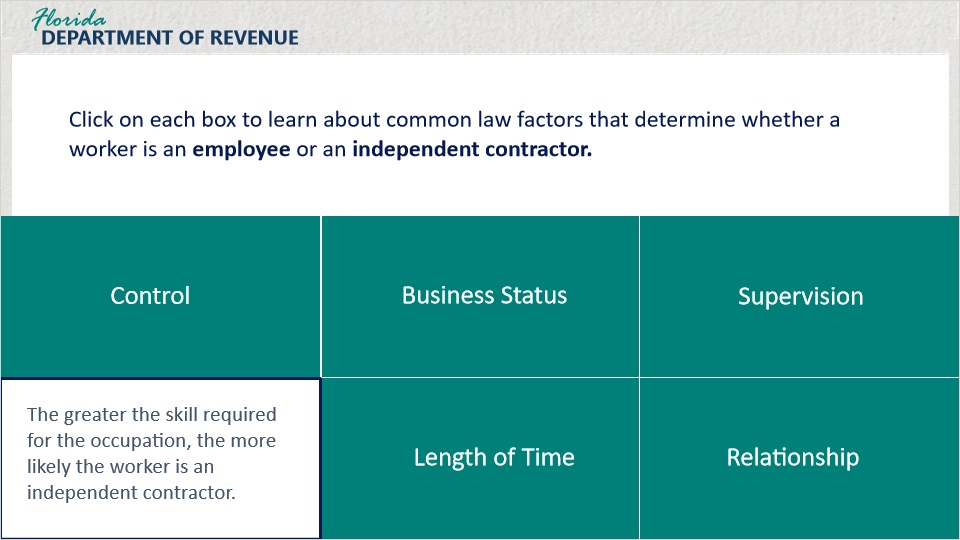 Florida
DEPARTMENT OF REVENUE
Click on each box to learn about common law factors that determine whether a
worker is an employee or an independent contractor.
Control
Business Status
Supervision
The greater the skill required
for the occupation, the more
likely the worker is an
independent contractor.
Length of Time
Relationship